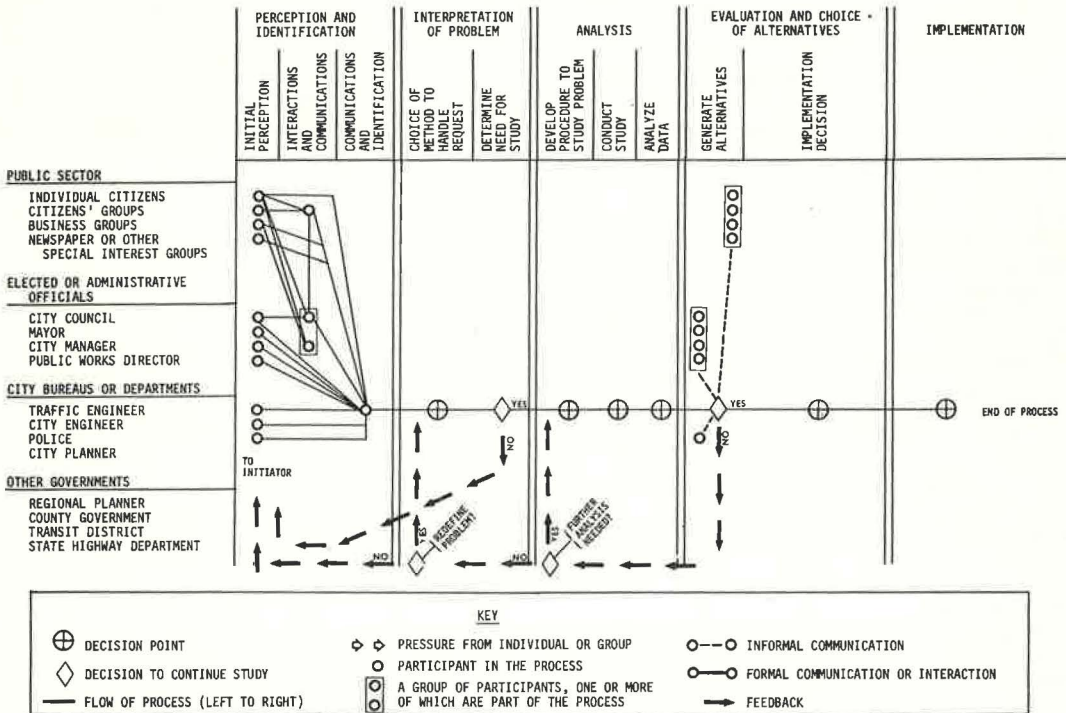 PERCEPTION AND
IDENTIFICATION
INTERPRETATION
OF PROBLEM
ANALYSIS
EVALUATION AND CHOICE
OF ALTERNATIVES
IMPLEMENTATION
INITIAL
PERCEPTION
INTERACTIONS
AND
COMMUNICATIONS
COMMUNICATIONS
AND
IDENTIFICATION
CHOICE OF
METHOD TO
HANDLE
REQUEST
DETERMINE
NEED FOR
STUDY
DEVELOP
PROCEDURE TO
STUDY PROBLEM
CONDUCT
STUDY
ANALYZE
DATA
GENERATE
ALTERNATIVES
IMPLEMENTATION
DECISION
PUBLIC SECTOR
INDIVIDUAL CITIZENS
CITIZENS' GROUPS
BUSINESS GROUPS
NEWSPAPER OR OTHER
SPECIAL INTEREST GROUPS
ELECTED OR ADMINISTRATIVE
OFFICIALS
CITY COUNCIL
MAYOR
CITY MANAGER
PUBLIC WORKS DIRECTOR
CITY BUREAUS OR DEPARTMENTS
TRAFFIC ENGINEER
CITY ENGINEER
POLICE
CITY PLANNER
OTHER GOVERNMENTS
REGIONAL PLANNER
COUNTY GOVERNMENT
TRANSIT DISTRICT
STATE HIGHWAY DEPARTMENT
YES
NO
YES
NO
END OF PROCESS
TO
INITIATOR
YES
REDEFINE
PROBLEM?
NO
YES
FURTHER
ANALYSIS
NEEDED?
NO
KEY
DECISION POINT
DECISION TO CONTINUE STUDY
FLOW OF PROCESS (LEFT TO RIGHT)
PRESSURE FROM INDIVIDUAL OR GROUP
PARTICIPANT IN THE PROCESS
A GROUP OF PARTICIPANTS, ONE OR MORE
OF WHICH ARE PART OF THE PROCESS
INFORMAL COMMUNICATION
FORMAL COMMUNICATION OR INTERACTION
FEEDBACK